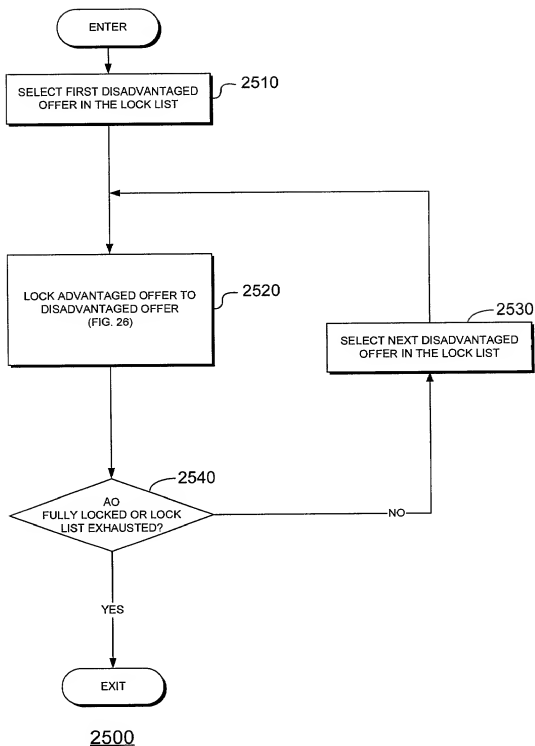 ENTER
SELECT FIRST DISADVANTAGED
OFFER IN THE LOCK LIST
2510
LOCK ADVANTAGED OFFER TO
DISADVANTAGED OFFER
(FIG. 26)
2520
2530
SELECT NEXT DISADVANTAGED
OFFER IN THE LOCK LIST
2540
AO
FULLY LOCKED OR LOCK
LIST EXHAUSTED?
NO
YES
EXIT
2500